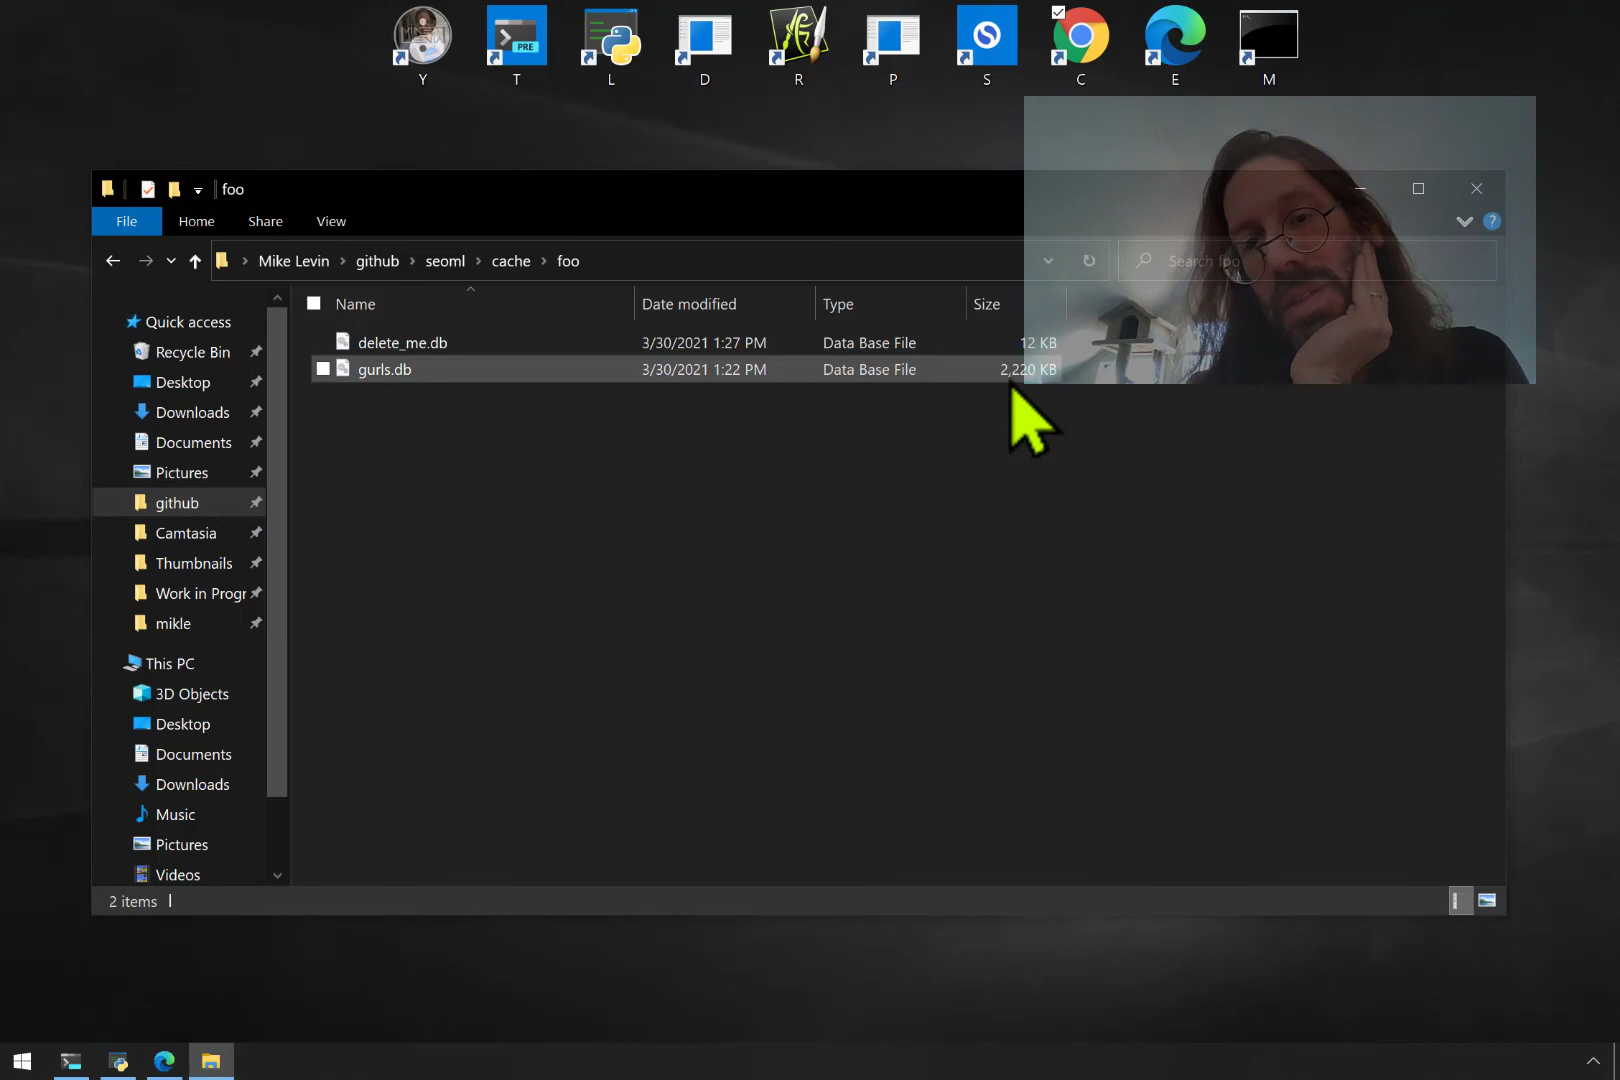 Y T L D R P S C E M
PRE
foo
File Home Share View
Mike Levin > github > seoml > cache > foo
Search foo
Name Date modified Type Size
delete_me.db 3/30/2021 1:27 PM Data Base File 12 KB
gurls.db 3/30/2021 1:22 PM Data Base File 2,220 KB
Quick access
Recycle Bin
Desktop
Downloads
Documents
Pictures
github
Camtasia
Thumbnails
Work in Progr
mikle
This PC
3D Objects
Desktop
Documents
Downloads
Music
Pictures
Videos
2 items